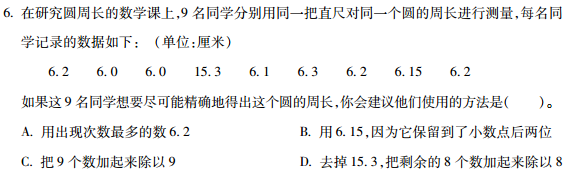 6. 在研究圆周长的数学课上,9 名同学分别用同一把直尺对同一个圆的周长进行测量,每名同
学记录的数据如下：（单位:厘米）
6. 2 6. 0 6. 0 15. 3 6. 1 6. 3 6. 2 6. 15 6. 2
如果这 9 名同学想要尽可能精确地得出这个圆的周长,你会建议他们使用的方法是( )。
A. 用出现次数最多的数 6. 2 B. 用 6. 15,因为它保留到了小数点后两位
C. 把 9 个数加起来除以 9 D. 去掉 15. 3,把剩余的 8 个数加起来除以 8